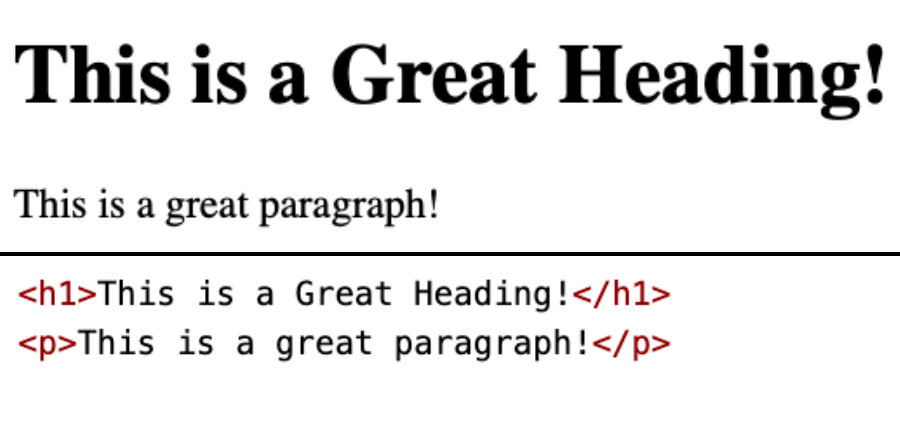 This is a Great Heading!
This is a great paragraph!
<h1>This is a Great Heading!</h1>
<p>This is a great paragraph!</p>